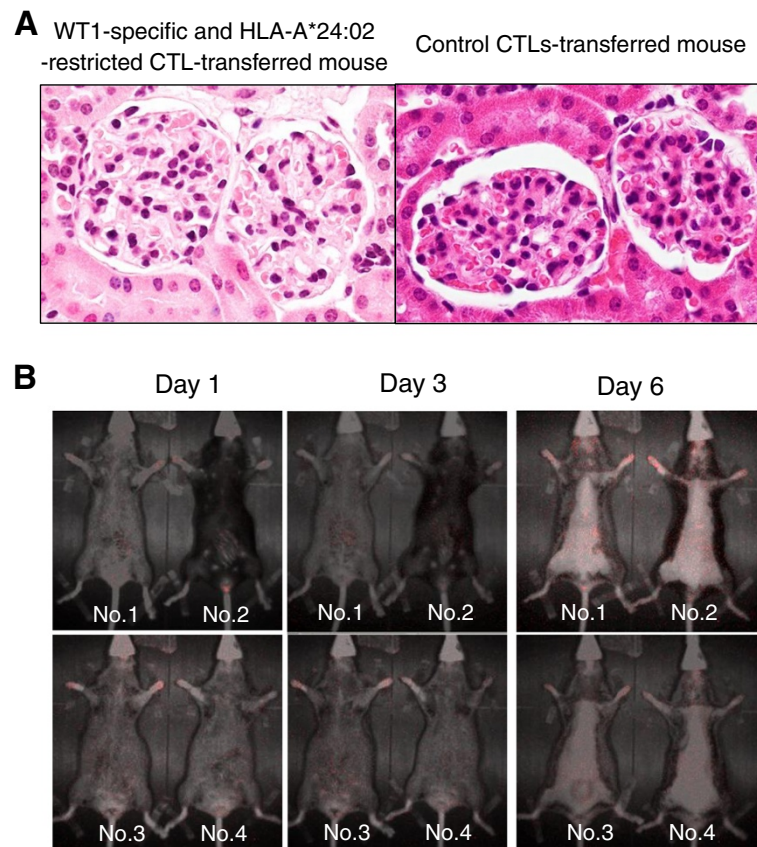 A
WT1-specific and HLA-A*24:02
-restricted CTL-transferred mouse
Control CTLs-transferred mouse
B
Day 1
Day 3
Day 6
No.1
No.2
No.1
No.2
No.1
No.2
No.3
No.4
No.3
No.4
No.3
No.4